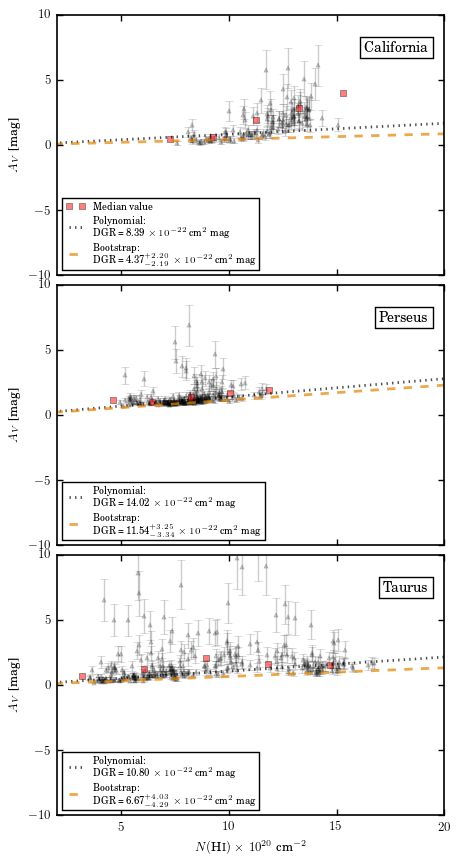 10
California
5
0
A_V [mag]
−5
Median value
Polynomial:
DGR = 8.39 × 10^{−22} cm^2 mag
Bootstrap:
DGR = 4.37^{+2.20}_{−2.19} × 10^{−22} cm^2 mag
−10
10
Perseus
5
0
A_V [mag]
−5
Polynomial:
DGR = 14.02 × 10^{−22} cm^2 mag
Bootstrap:
DGR = 11.54^{+3.25}_{−3.34} × 10^{−22} cm^2 mag
−10
10
Taurus
5
0
A_V [mag]
−5
Polynomial:
DGR = 10.80 × 10^{−22} cm^2 mag
Bootstrap:
DGR = 6.67^{+4.03}_{−4.29} × 10^{−22} cm^2 mag
−10
5 10 15 20
N(HI) × 10^{20} cm^{−2}